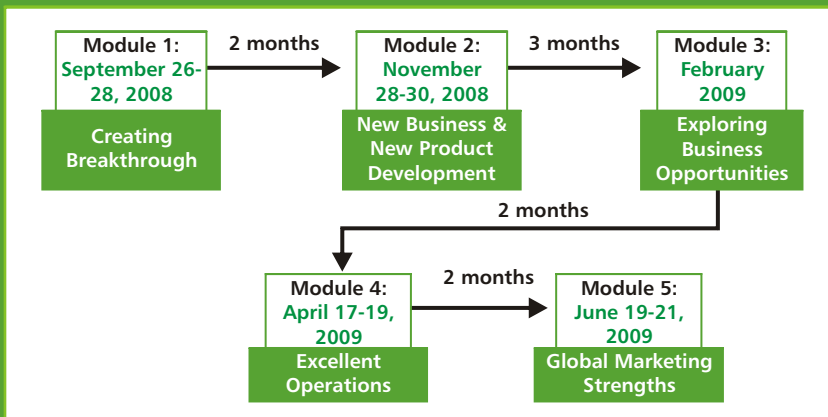 Module 1:
September 26-
28, 2008
Creating
Breakthrough
2 months
Module 2:
November
28-30, 2008
New Business &
New Product
Development
3 months
Module 3:
February
2009
Exploring
Business
Opportunities
2 months
Module 4:
April 17-19,
2009
Excellent
Operations
2 months
Module 5:
June 19-21,
2009
Global Marketing
Strengths